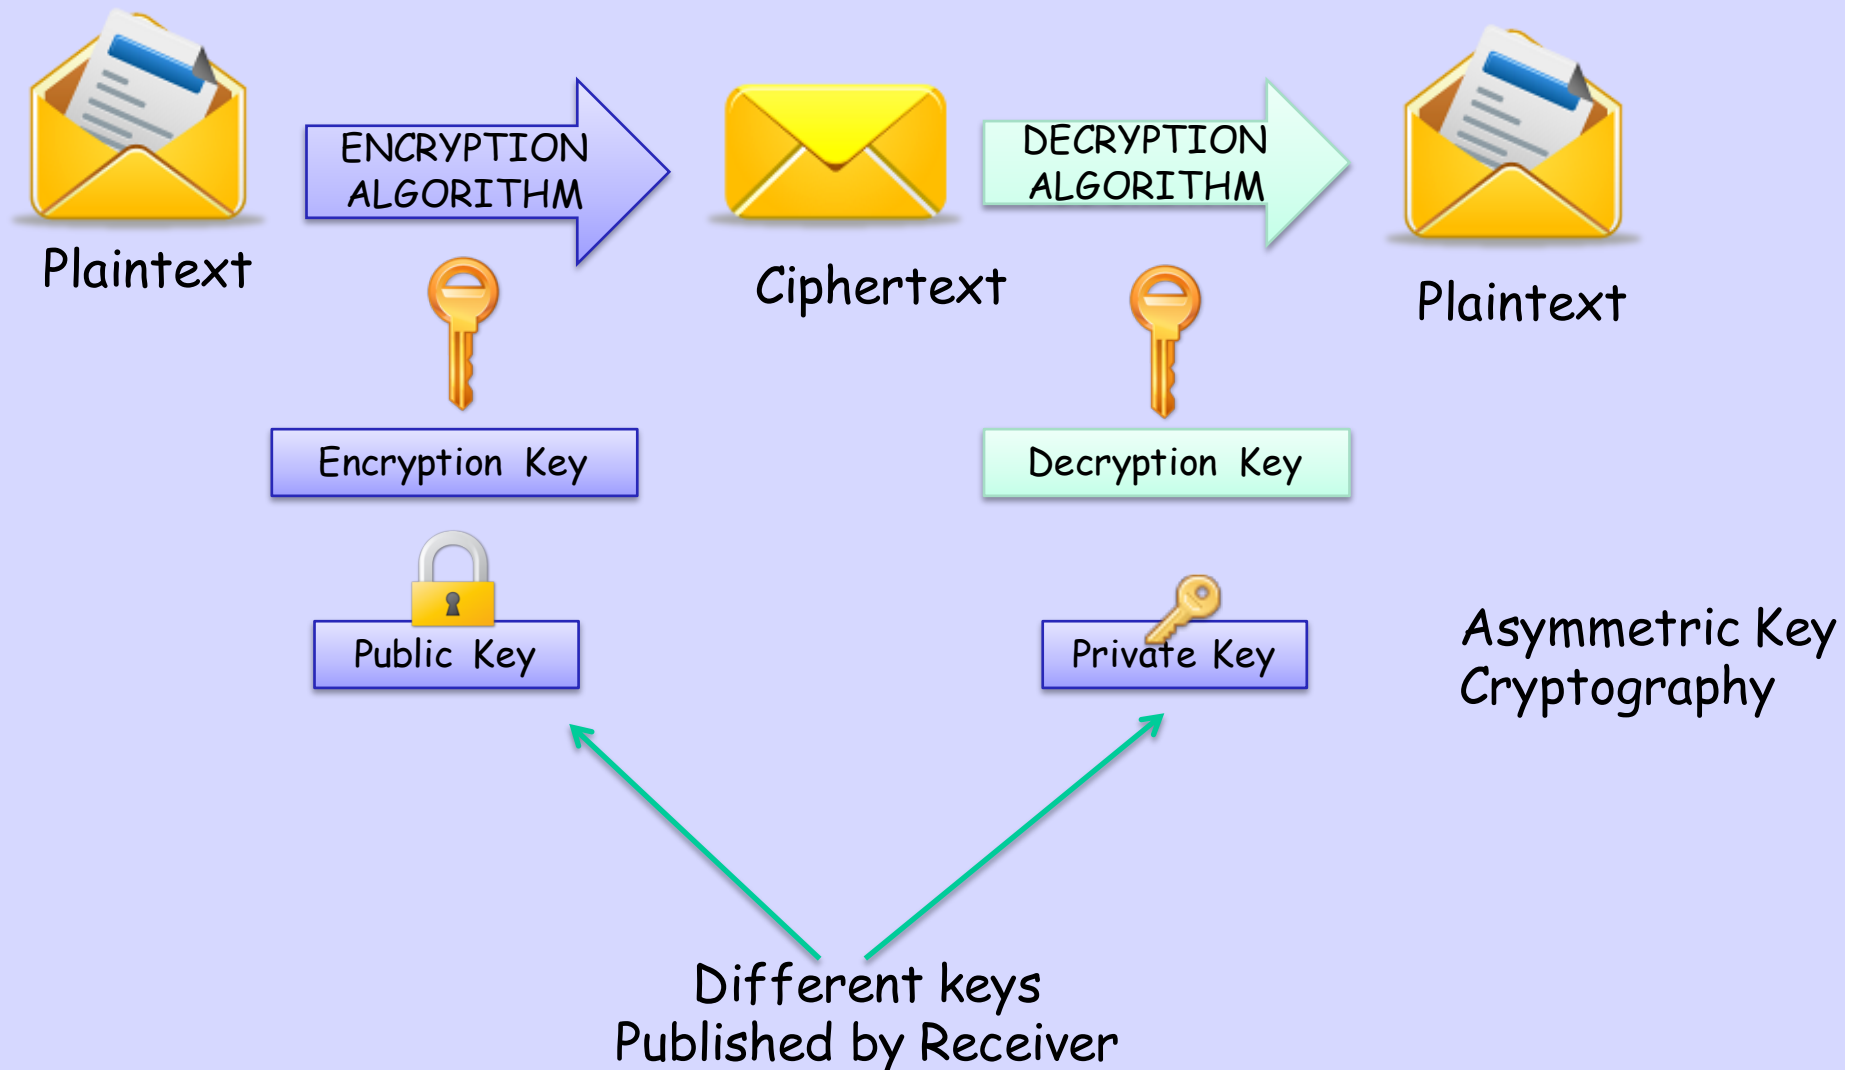 ENCRYPTION
ALGORITHM
DECRYPTION
ALGORITHM
Plaintext
Ciphertext
Plaintext
Encryption Key
Decryption Key
Public Key
Private Key
Asymmetric Key
Cryptography
Different keys
Published by Receiver